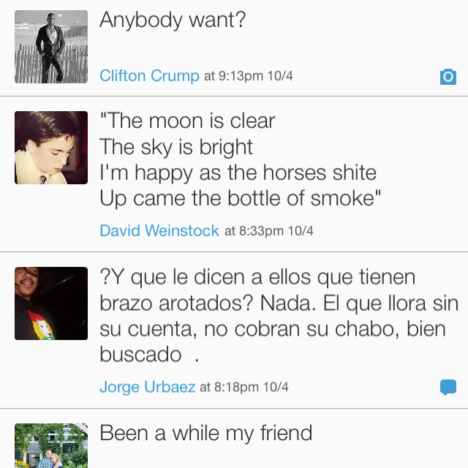 Anybody want?
Clifton Crump at 9:13pm 10/4
"The moon is clear
The sky is bright
I'm happy as the horses shite
Up came the bottle of smoke"
David Weinstock at 8:33pm 10/4
?Y que le dicen a ellos que tienen
brazo arotados? Nada. El que llora sin
su cuenta, no cobran su chabo, bien
buscado .
Jorge Urbaez at 8:18pm 10/4
Been a while my friend